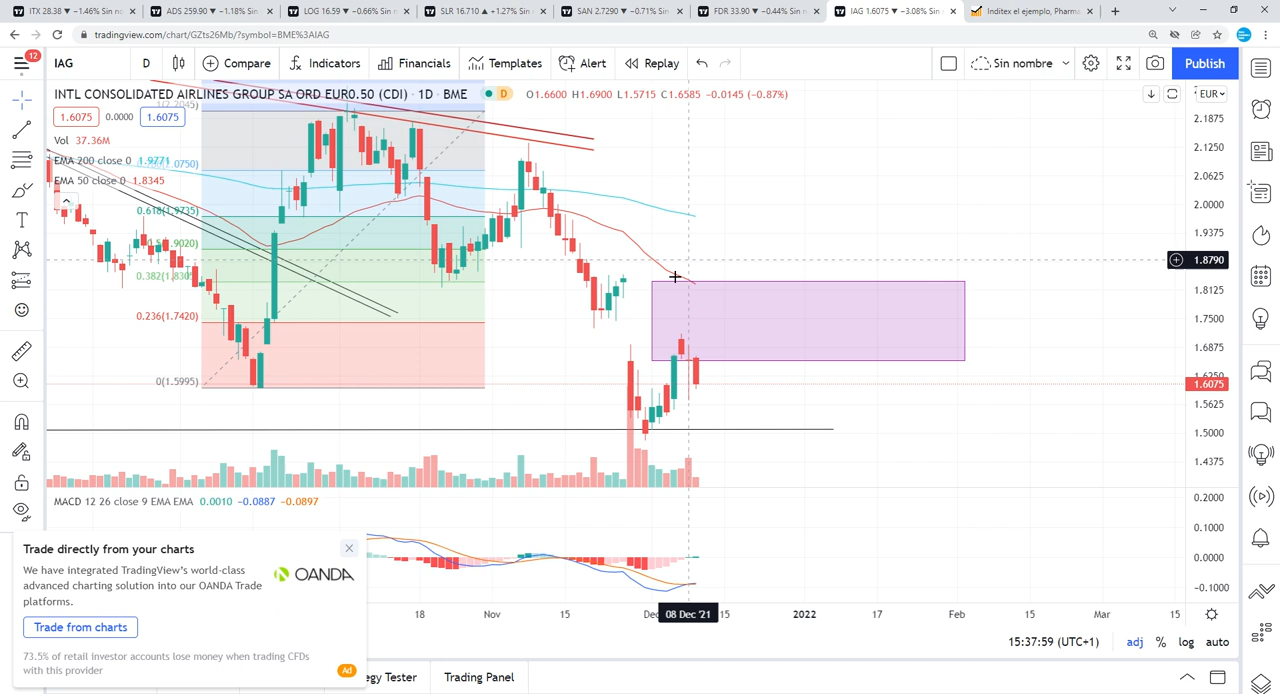 ITX 28.38 ▼ −1.46% Sin n
ADS 259.90 ▼ −1.18% Sin
LOG 16.59 ▼ −0.66% Sin n
SLR 16.710 ▲ +1.27% Sin
SAN 2.7290 ▼ −0.71% Sin
FDR 33.90 ▼ −0.44% Sin n
IAG 1.6075 ▼ −3.08% Sin
Inditex el ejemplo, Pharma
tradingview.com/chart/GZts26Mb/?symbol=BME%3AIAG
12
IAG
D
Compare
Indicators
Financials
Templates
Alert
Replay
Sin nombre
Publish
INTL CONSOLIDATED AIRLINES GROUP SA ORD EUR0.50 (CDI) · 1D · BME
D
O1.6600 H1.6900 L1.5715 C1.6585 −0.0145 (−0.87%)
EUR
1(2.2045)
1.6075
0.0000
1.6075
Vol 37.36M
EMA 200 close 0 1.9771
EMA 50 close 0 1.8345
0.618(1.9735)
0.382(1.8305
0.236(1.7420)
0(1.5995)
2.1875
2.1250
2.0625
2.0000
1.9375
1.8790
1.8125
1.7500
1.6875
1.6075
1.5625
1.5000
1.4375
MACD 12 26 close 9 EMA EMA 0.0010 −0.0887 −0.0897
0.2000
0.1000
0.0000
−0.1000
Trade directly from your charts
We have integrated TradingView's world-class
advanced charting solution into our OANDA Trade
platforms.
OANDA
Trade from charts
73.5% of retail investor accounts lose money when trading CFDs
with this provider
Ad
18
Nov
15
08 Dec '21
15
2022
17
Feb
15
Mar
15
15:37:59 (UTC+1)
adj
%
log
auto
egy Tester
Trading Panel